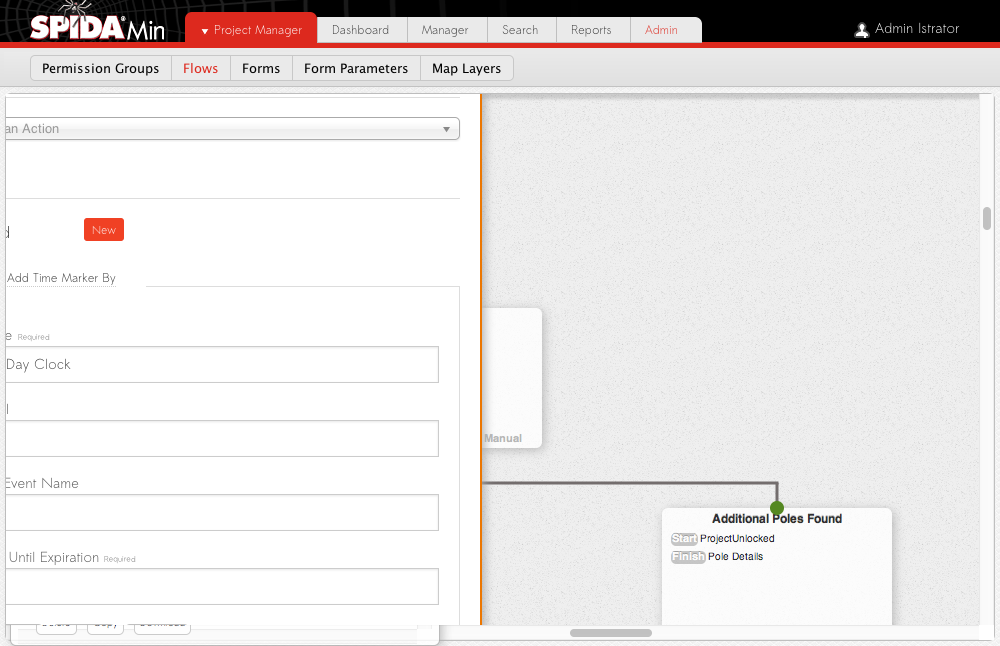 SPIDA®Min
Project Manager
Dashboard
Manager
Search
Reports
Admin
Admin Istrator
Permission Groups
Flows
Forms
Form Parameters
Map Layers
an Action
New
Add Time Marker By
Required
Day Clock
Event Name
Until Expiration Required
Manual
Additional Poles Found
Start ProjectUnlocked
Finish Pole Details
Copy
Download